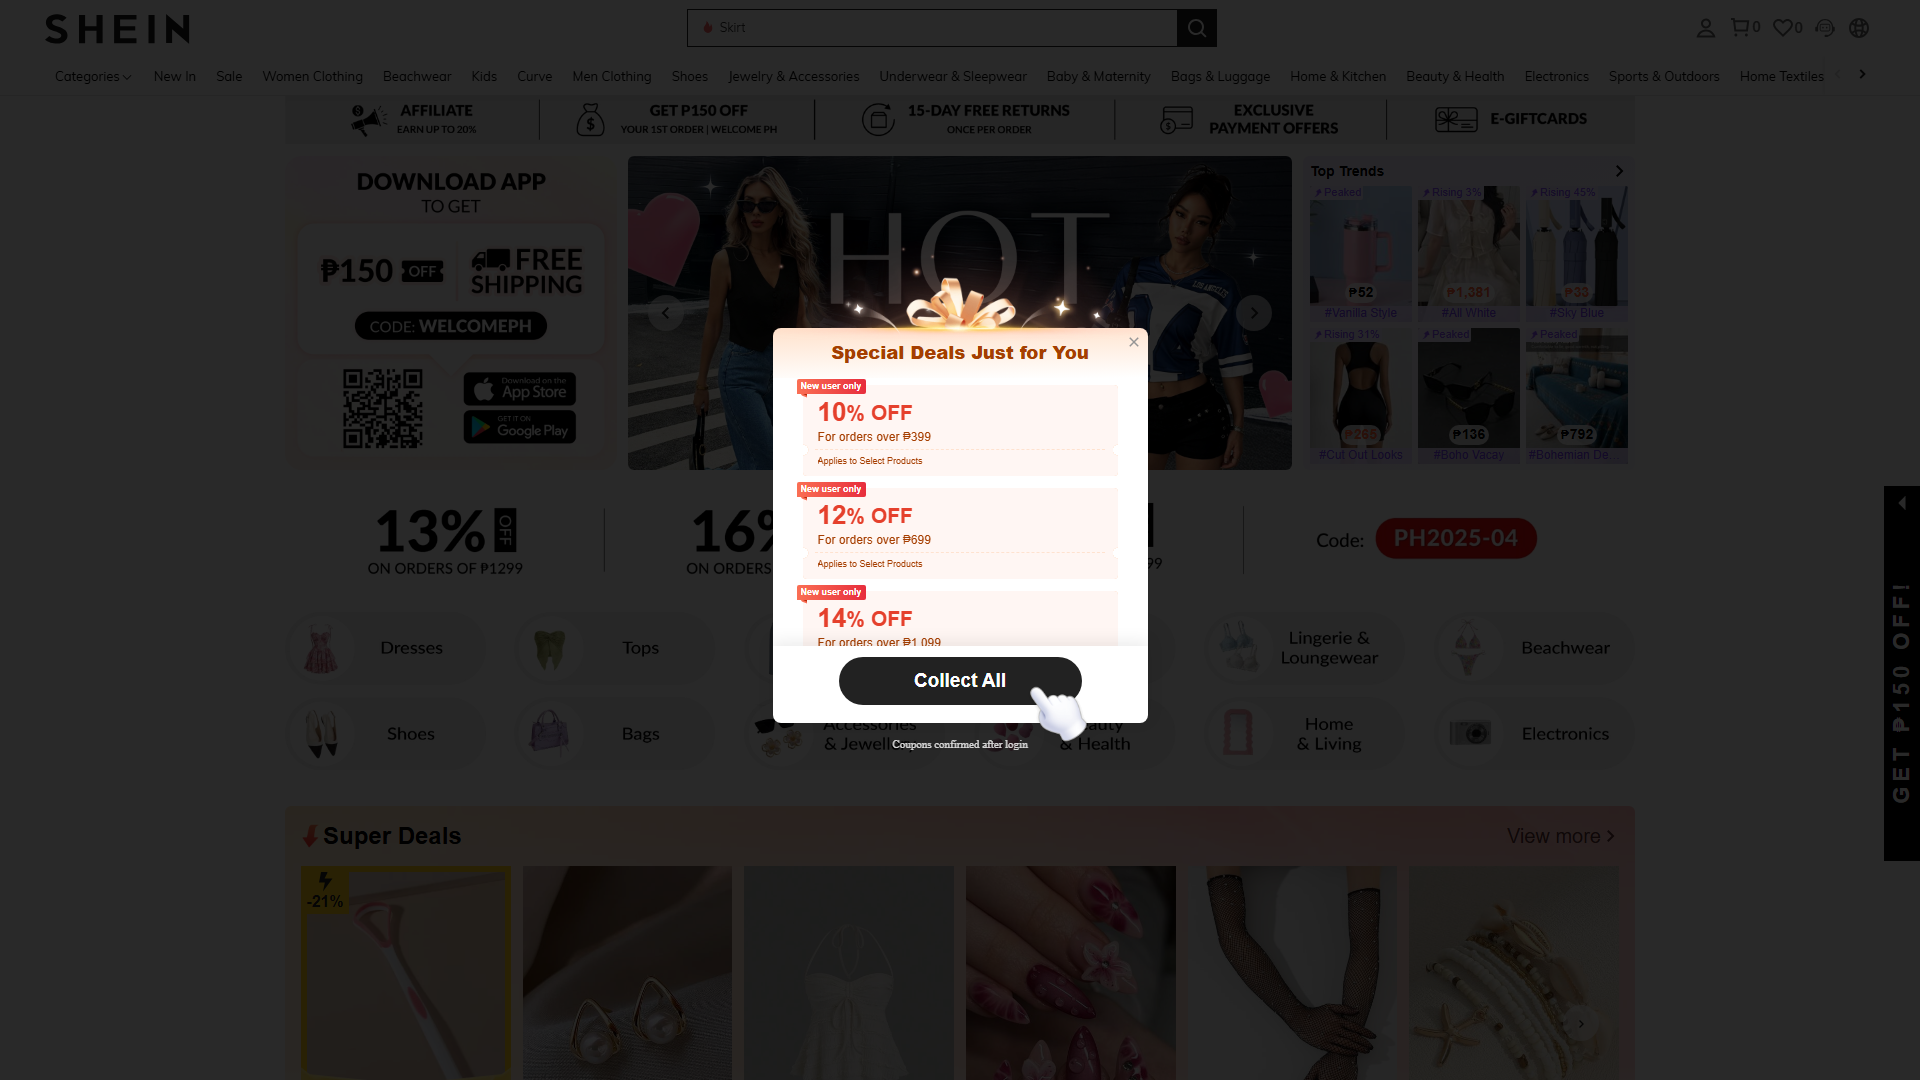 SHEIN
Skirt
0
0
Categories
New In
Sale
Women Clothing
Beachwear
Kids
Curve
Men Clothing
Shoes
Jewelry & Accessories
Underwear & Sleepwear
Baby & Maternity
Bags & Luggage
Home & Kitchen
Beauty & Health
Electronics
Sports & Outdoors
Home Textiles
AFFILIATE
EARN UP TO 20%
GET ₱150 OFF
YOUR 1ST ORDER | WELCOME PH
15-DAY FREE RETURNS
ONCE PER ORDER
EXCLUSIVE
PAYMENT OFFERS
E-GIFTCARDS
DOWNLOAD APP
TO GET
₱150 OFF
FREE
SHIPPING
CODE: WELCOMEPH
Download on the
App Store
GET IT ON
Google Play
HOT
LOS ANGELES
Top Trends
Peaked
Rising 3%
Rising 45%
₱52
₱1,381
₱33
#Vanilla Style
#All White
#Sky Blue
Rising 31%
Peaked
Peaked
₱265
₱136
₱792
#Cut Out Looks
#Boho Vacay
#Bohemian De...
Special Deals Just for You
New user only
10% OFF
For orders over ₱399
Applies to Select Products
New user only
12% OFF
For orders over ₱699
Applies to Select Products
New user only
14% OFF
For orders over ₱1,099
Collect All
Coupons confirmed after login
13% OFF
ON ORDERS OF ₱1299
16%
ON ORDERS
99
Code: PH2025-04
GET ₱150 OFF!
Dresses
Tops
Lingerie &
Loungewear
Beachwear
Shoes
Bags
Accessories
& Jewell
& Health
Home
& Living
Electronics
Super Deals
View more
-21%